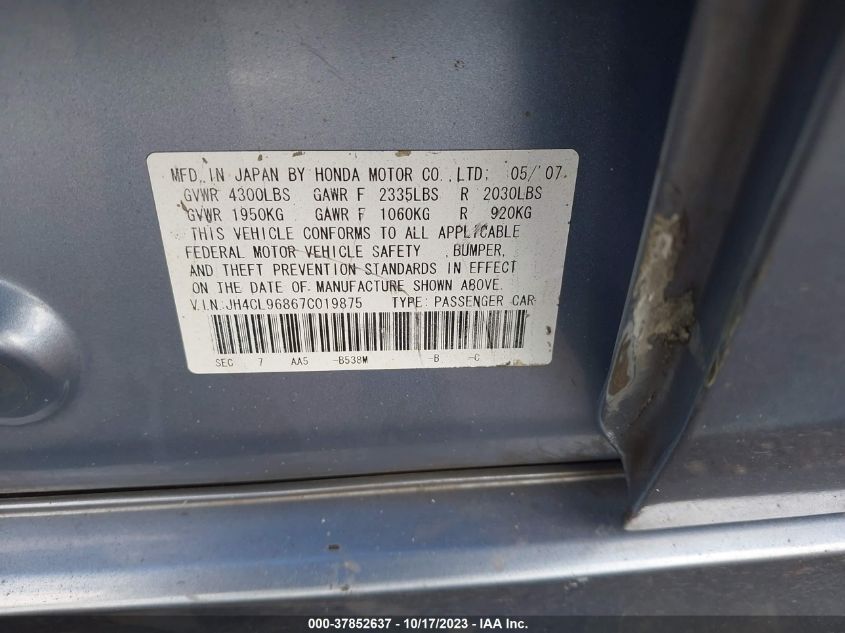 MFD. IN JAPAN BY HONDA MOTOR CO.,LTD; 05/'07
GVWR 4300LBS GAWR F 2335LBS R 2030LBS
GVWR 1950KG GAWR F 1060KG R 920KG
THIS VEHICLE CONFORMS TO ALL APPLICABLE
FEDERAL MOTOR VEHICLE SAFETY ,BUMPER,
AND THEFT PREVENTION STANDARDS IN EFFECT
ON THE DATE OF MANUFACTURE SHOWN ABOVE.
V.I.N:JH4CL96867C019875 TYPE: PASSENGER CAR
SEC 7 AA5 -B538M - -B -C
000-37852637 - 10/17/2023 - IAA Inc.